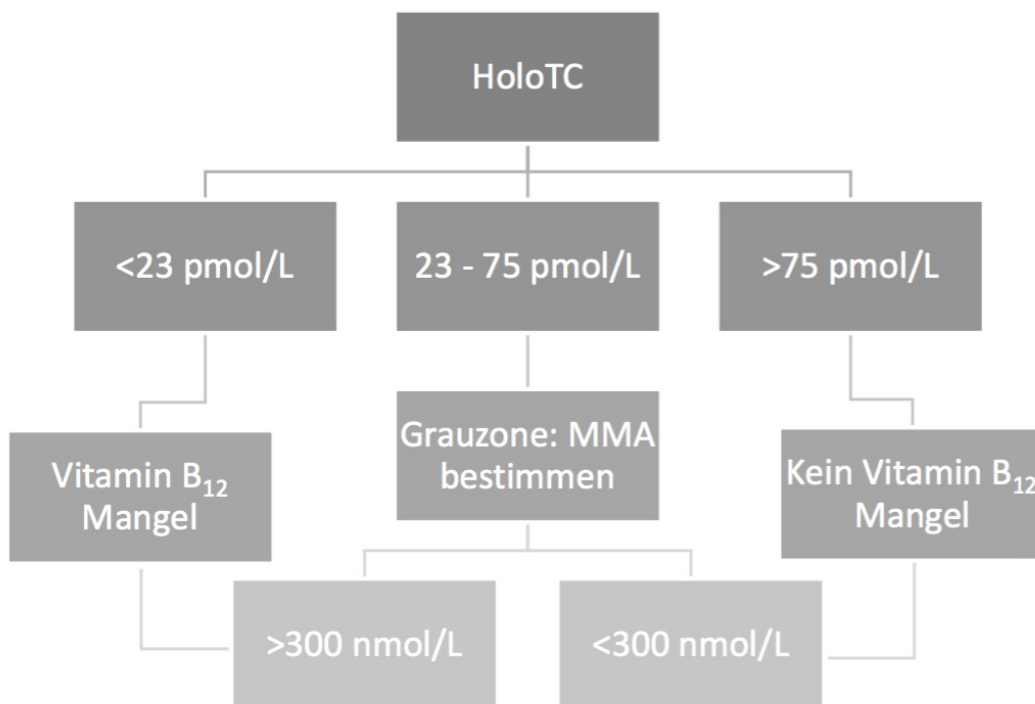 HoloTC
<23 pmol/L
23 - 75 pmol/L
>75 pmol/L
Vitamin B₁₂
Mangel
Grauzone: MMA
bestimmen
Kein Vitamin B₁₂
Mangel
>300 nmol/L
<300 nmol/L